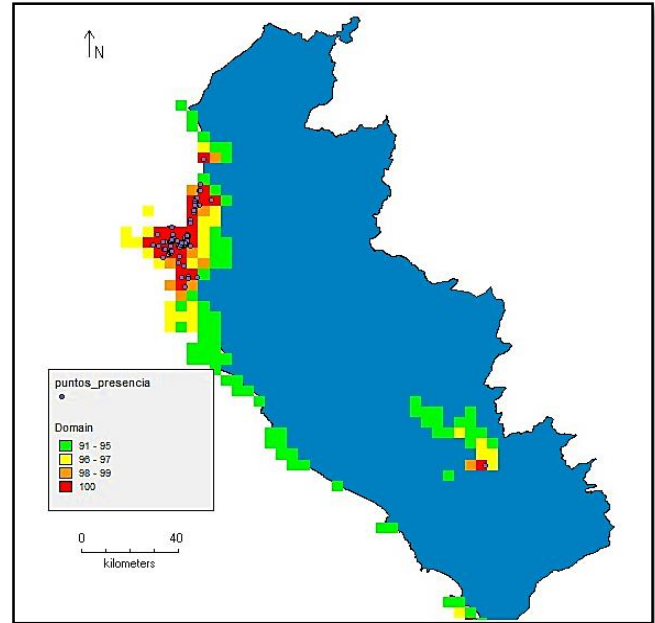 N
puntos_presencia
Domain
91 - 95
96 - 97
98 - 99
100
0 40
kilometers